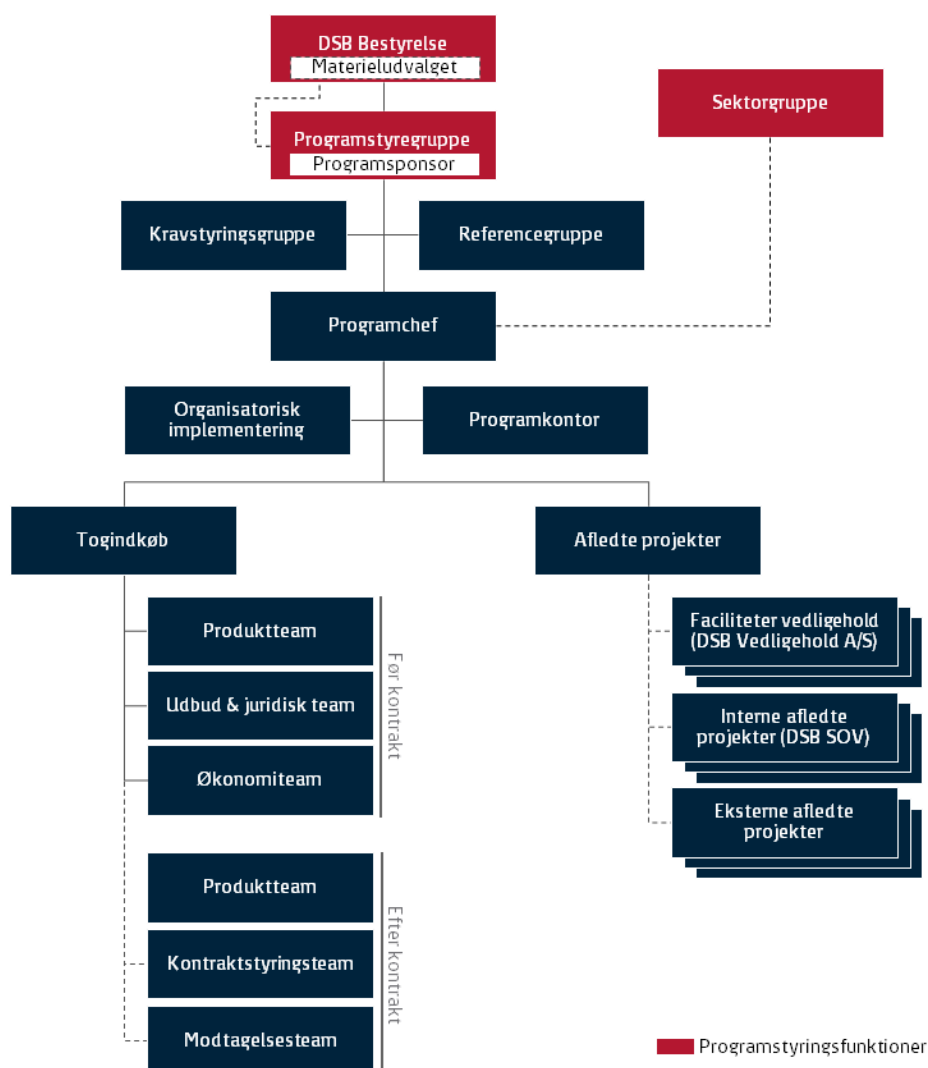 DSB Bestyrelse
Materieludvalget
Sektorgruppe
Programstyregruppe
Programsponsor
Kravstyringsgruppe
Referencegruppe
Programchef
Organisatorisk
implementering
Programkontor
Togindkøb
Afledte projekter
Produktteam
Udbud & juridisk team
Økonomiteam
Før kontrakt
Faciliteter vedligehold
(DSB Vedligehold A/S)
Interne afledte
projekter (DSB SOV)
Eksterne afledte
projekter
Produktteam
Kontraktstyringsteam
Modtagelsesteam
Efter kontrakt
Programstyringsfunktioner